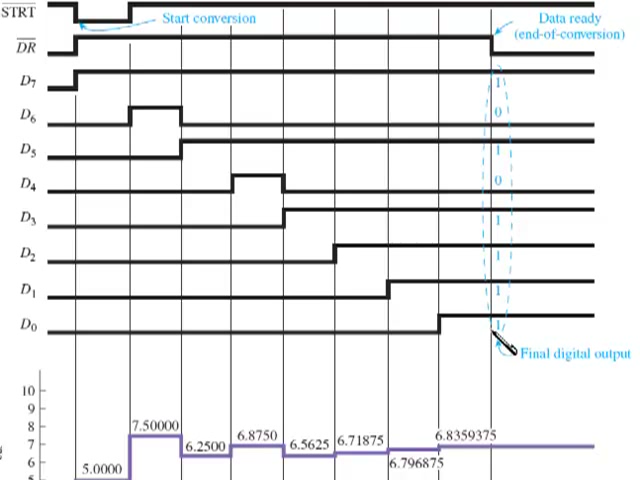 STRT
Start conversion
Data ready
(end-of-conversion)
DR
D7
1
D6
0
D5
1
D4
0
D3
1
D2
1
D1
1
D0
1
Final digital output
10
9
8
7
6
5
7.50000
6.8750
6.71875
6.8359375
6.2500
6.5625
6.796875
5.0000